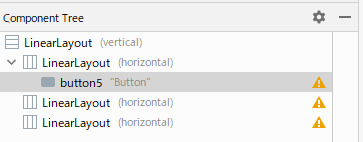 Component Tree
LinearLayout (vertical)
LinearLayout (horizontal)
button5 "Button"
LinearLayout (horizontal)
LinearLayout (horizontal)